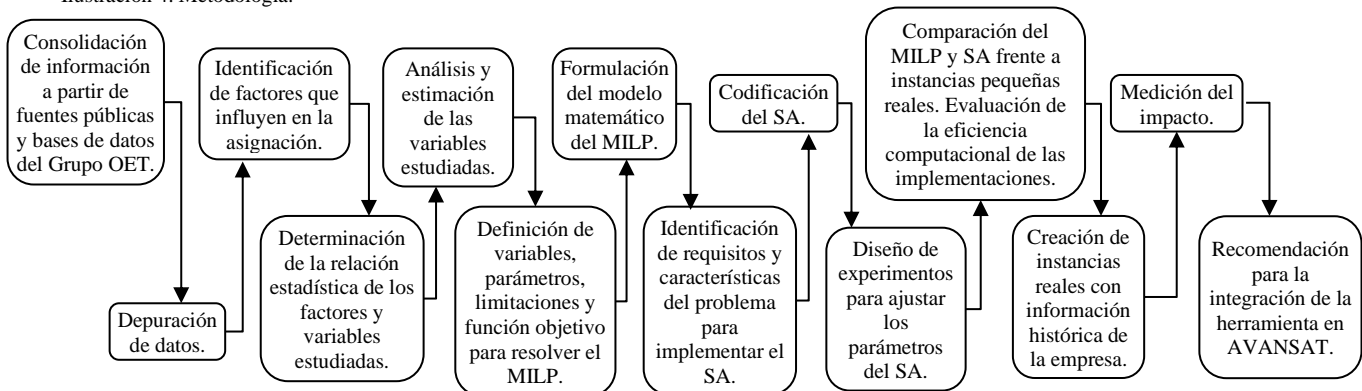 Ilustración 4. Metodología.
Consolidación
de información
a partir de
fuentes públicas
y bases de datos
del Grupo OET.
Depuración
de datos.
Identificación
de factores que
influyen en la
asignación.
Determinación
de la relación
estadística de los
factores y
variables
estudiadas.
Análisis y
estimación
de las
variables
estudiadas.
Definición de
variables,
parámetros,
limitaciones y
función objetivo
para resolver el
MILP.
Formulación
del modelo
matemático
del MILP.
Identificación
de requisitos y
características
del problema
para
implementar el
SA.
Codificación
del SA.
Diseño de
experimentos
para ajustar
los
parámetros
del SA.
Comparación del
MILP y SA frente a
instancias pequeñas
reales. Evaluación de
la eficiencia
computacional de las
implementaciones.
Creación de
instancias
reales con
información
histórica de
la empresa.
Medición del
impacto.
Recomendación
para la
integración de la
herramienta en
AVANSAT.